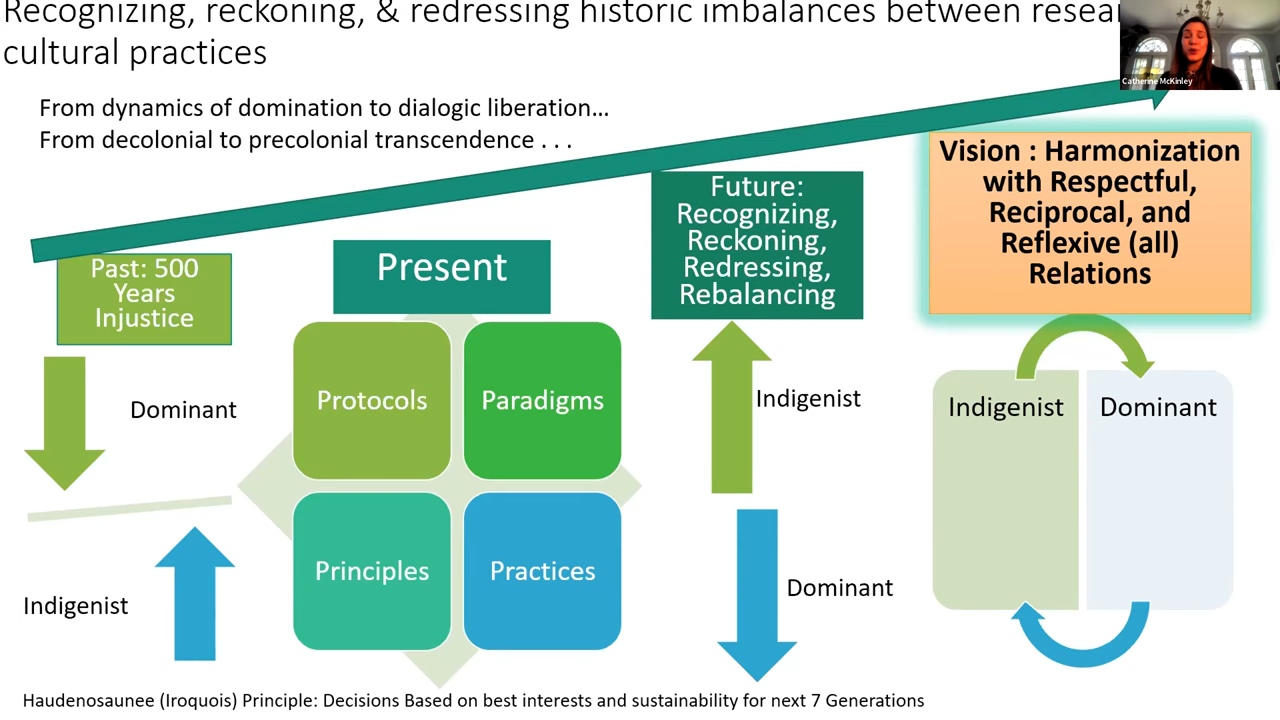 Recognizing, reckoning, & redressing historic imbalances between
cultural practices
Catherine McKinley
From dynamics of domination to dialogic liberation…
From decolonial to precolonial transcendence . . .
Past: 500
Years
Injustice
Present
Future:
Recognizing,
Reckoning,
Redressing,
Rebalancing
Vision : Harmonization
with Respectful,
Reciprocal, and
Reflexive (all)
Relations
Dominant
Indigenist
Protocols
Paradigms
Principles
Practices
Indigenist
Dominant
Indigenist
Dominant
Haudenosaunee (Iroquois) Principle: Decisions Based on best interests and sustainability for next 7 Generations